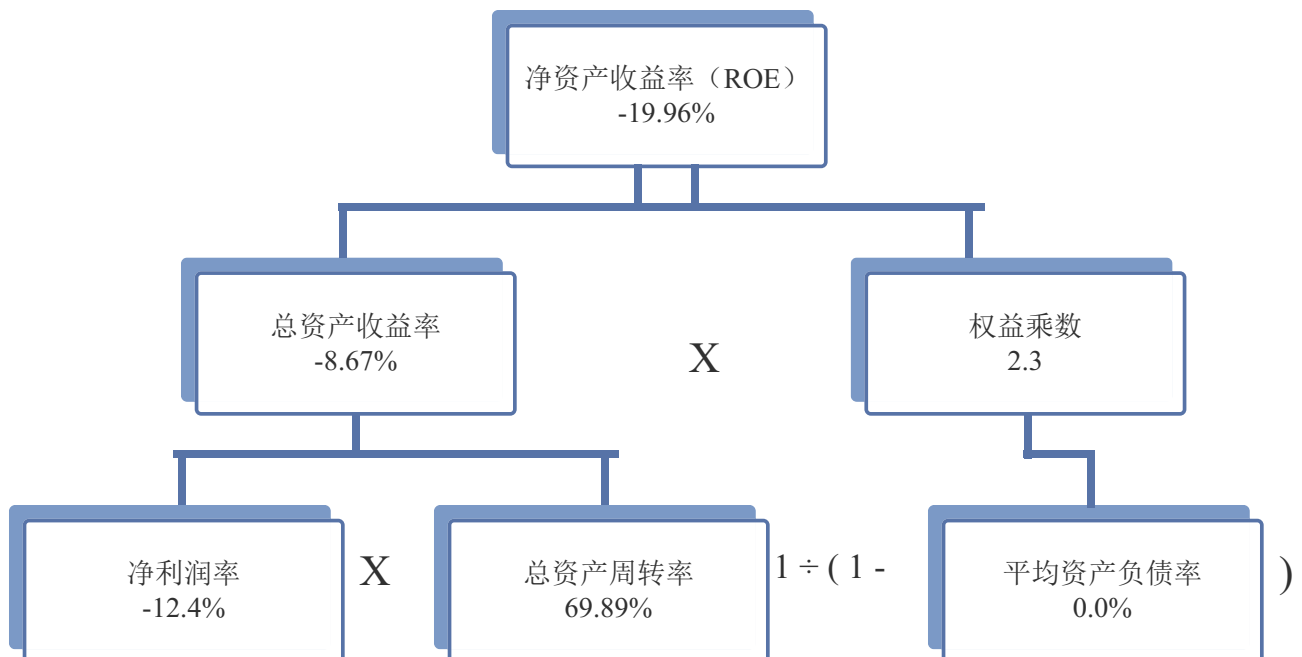 净资产收益率（ROE）
-19.96%
总资产收益率
-8.67%
X
权益乘数
2.3
净利润率
-12.4%
X
总资产周转率
69.89%
1 ÷ ( 1 -
平均资产负债率
0.0%
)